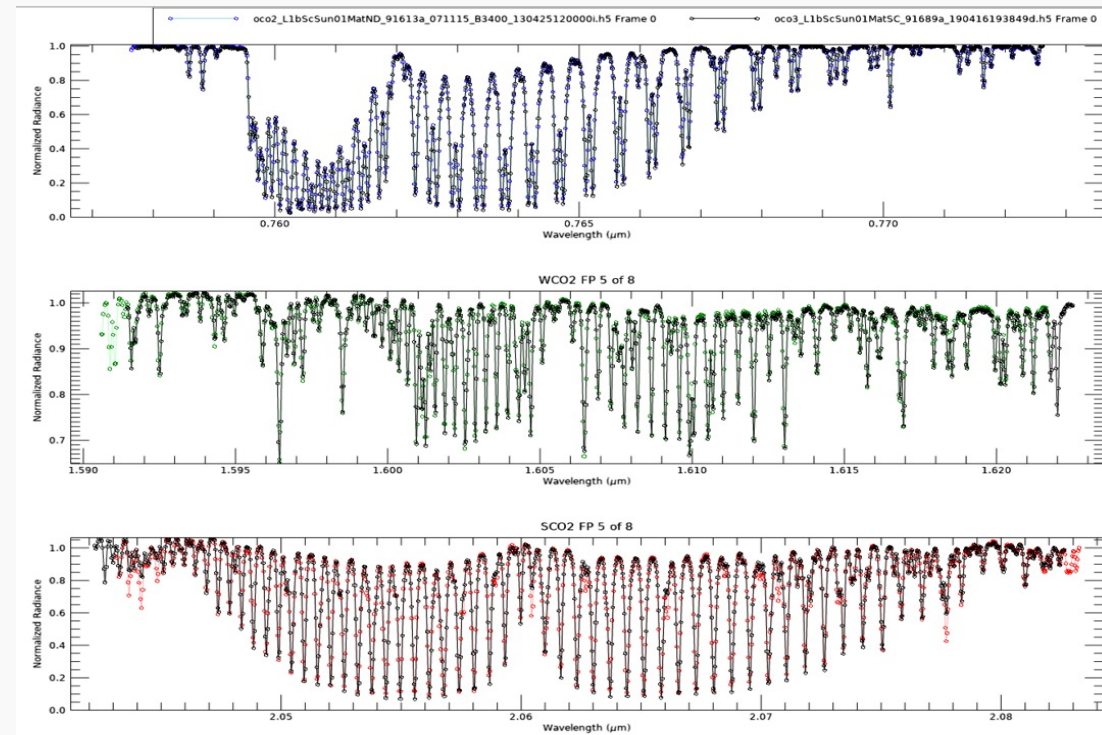 oco2_L1bScSun01MatND_91613a_071115_B3400_130425120000i.h5 Frame 0 oco3_L1bScSun01MatSC_91689a_190416193849d.h5 Frame 0
Normalized Radiance
1.0
0.8
0.6
0.4
0.2
0.0
0.760 0.765 0.770
Wavelength (μm)
WCO2 FP 5 of 8
Normalized Radiance
1.0
0.9
0.8
0.7
1.590 1.595 1.600 1.605 1.610 1.615 1.620
Wavelength (μm)
SCO2 FP 5 of 8
Normalized Radiance
1.0
0.8
0.6
0.4
0.2
0.0
2.05 2.06 2.07 2.08
Wavelength (μm)